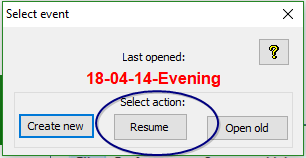 Select event
Last opened:
?
18-04-14-Evening
Select action:
Create new
Resume
Open old